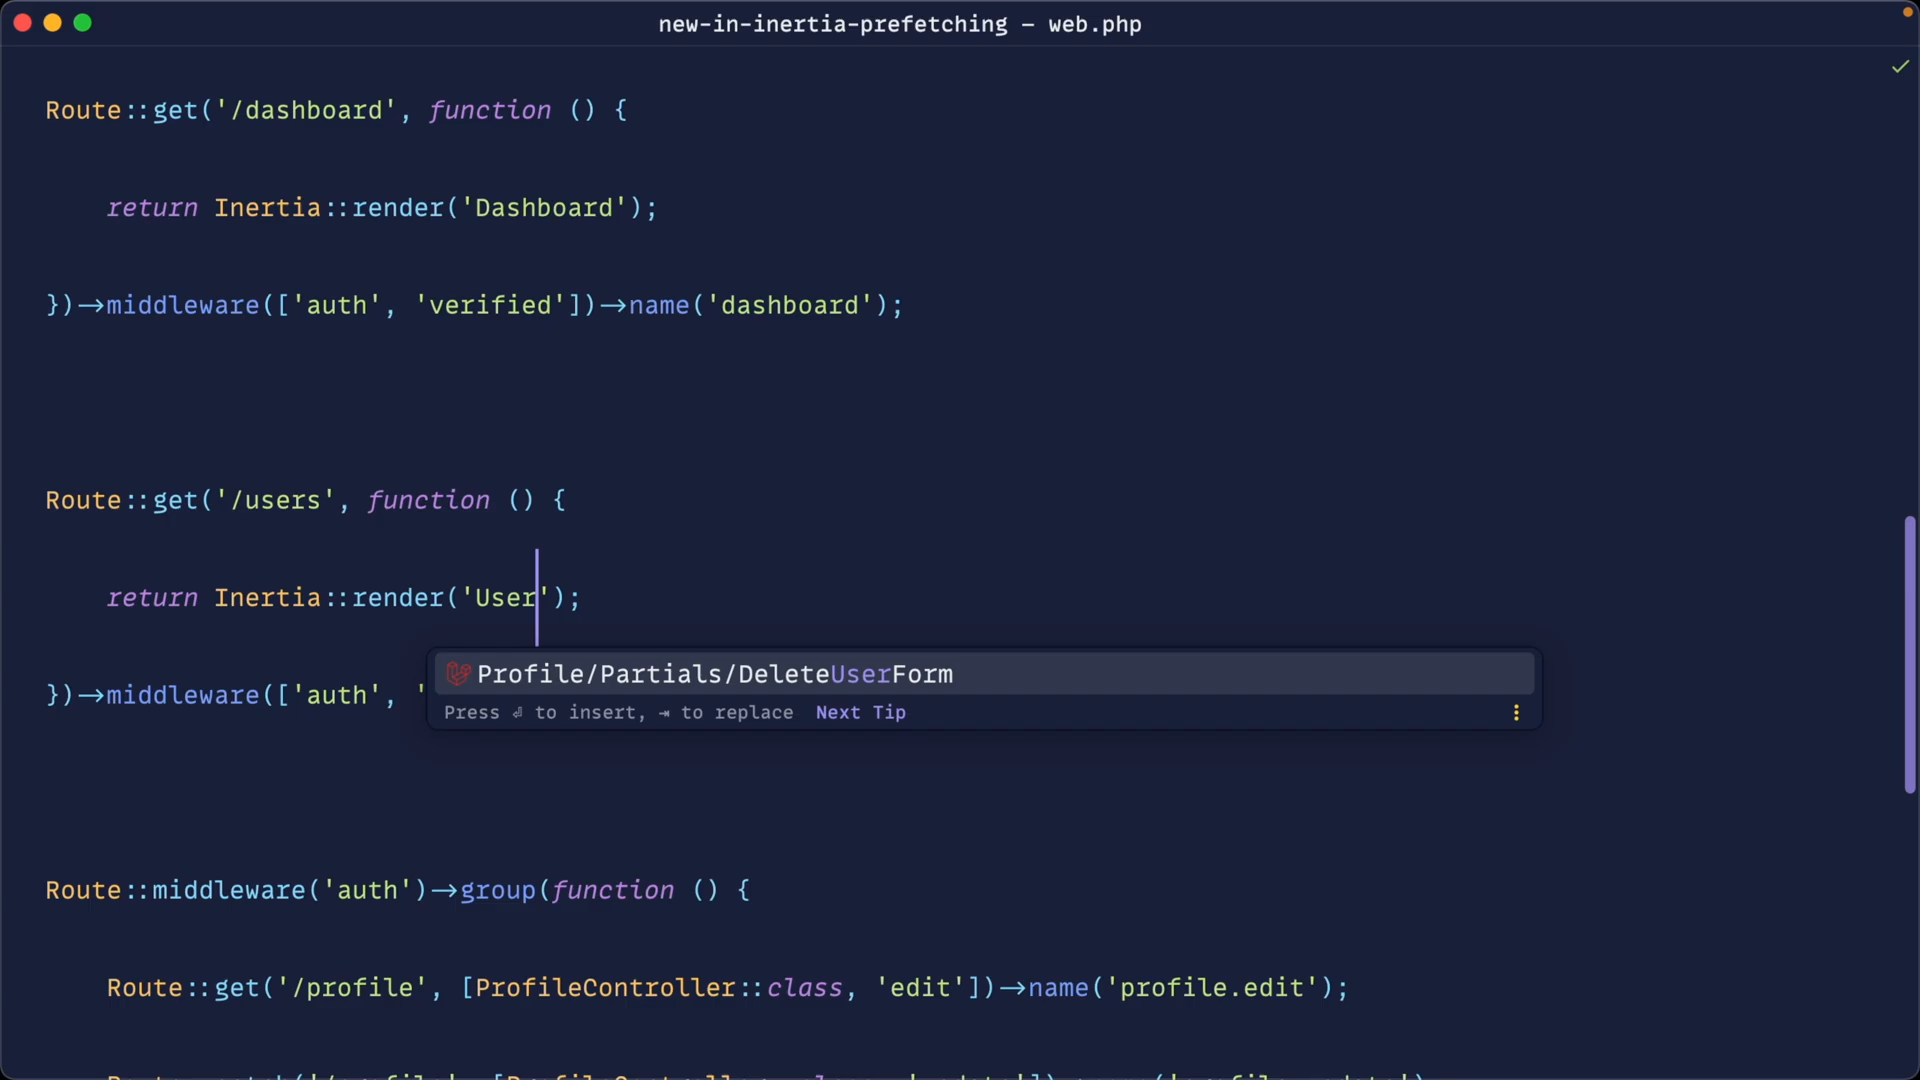 new-in-inertia-prefetching – web.php
Route::get('/dashboard', function () {
return Inertia::render('Dashboard');
})->middleware(['auth', 'verified'])->name('dashboard');
Route::get('/users', function () {
return Inertia::render('User');
Profile/Partials/DeleteUserForm
})->middleware(['auth', '
Press ⏎ to insert, ⇥ to replace Next Tip
Route::middleware('auth')->group(function () {
Route::get('/profile', [ProfileController::class, 'edit'])->name('profile.edit');